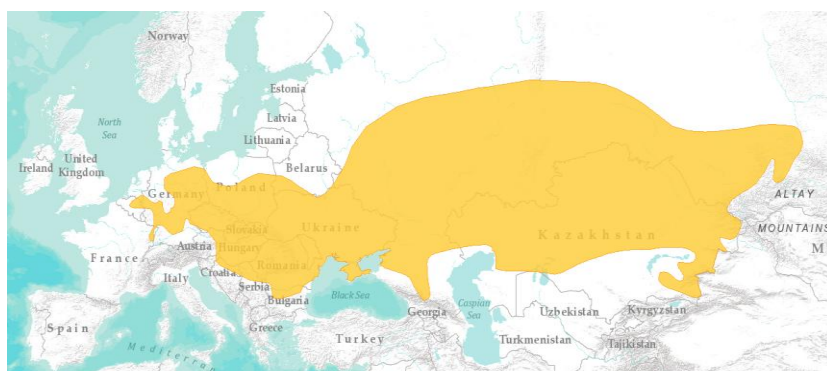 Norway
Estonia
North
Sea
Latvia
Lithuania
Ireland
United
Kingdom
Belarus
Germany
Poland
ALTAY
MOUNTAINS
Ukraine
Slovakia
Kazakhstan
France
Austria
Hungary
Romania
Croatia
Italy
Serbia
Black Sea
Bulgaria
Caspian
Sea
Georgia
Uzbekistan
Kyrgyzstan
Spain
Greece
Turkey
Turkmenistan
Tajikistan